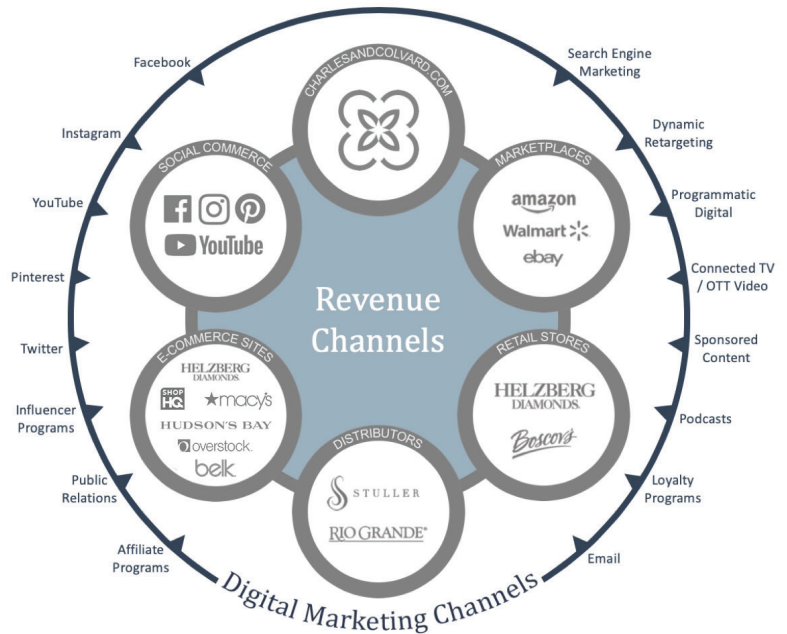 Facebook
Instagram
YouTube
Pinterest
Twitter
Influencer
Programs
Public
Relations
Affiliate
Programs
Search Engine
Marketing
Dynamic
Retargeting
Programmatic
Digital
Connected TV
/ OTT Video
Sponsored
Content
Podcasts
Loyalty
Programs
Email
CHARLESANDCOLVARD.COM
SOCIAL COMMERCE
YouTube
MARKETPLACES
amazon
Walmart
ebay
Revenue
Channels
E-COMMERCE SITES
HELZBERG
DIAMONDS.
SHOP
HQ
macy's
HUDSON'S BAY
overstock.
belk
RETAIL STORES
HELZBERG
DIAMONDS.
Boscov's
DISTRIBUTORS
STULLER
RIO GRANDE®
Digital Marketing Channels